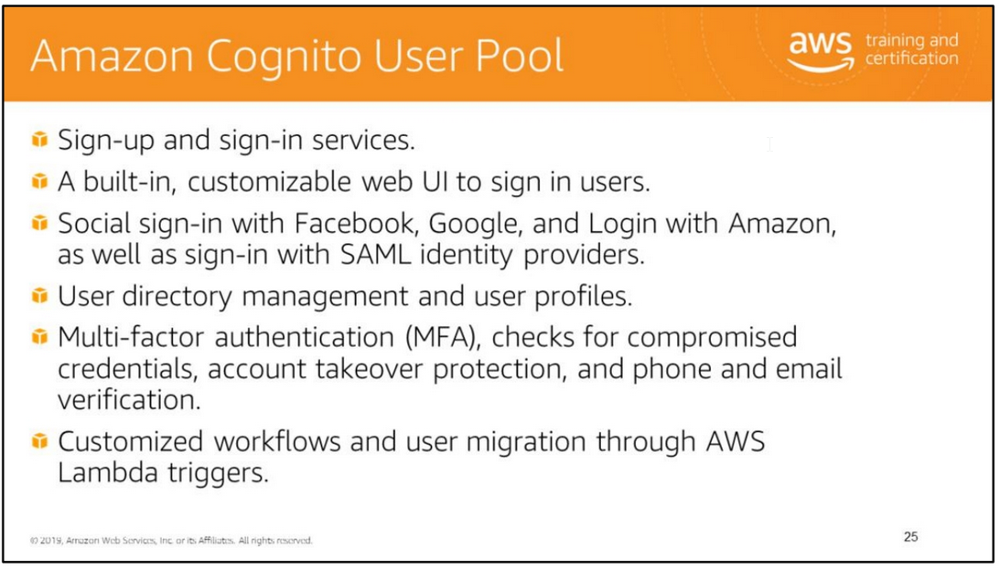 Amazon Cognito User Pool
aws training and
certification
Sign-up and sign-in services.
A built-in, customizable web UI to sign in users.
Social sign-in with Facebook, Google, and Login with Amazon,
as well as sign-in with SAML identity providers.
User directory management and user profiles.
Multi-factor authentication (MFA), checks for compromised
credentials, account takeover protection, and phone and email
verification.
Customized workflows and user migration through AWS
Lambda triggers.
© 2019, Amazon Web Services, Inc. or its Affiliates. All rights reserved.
25